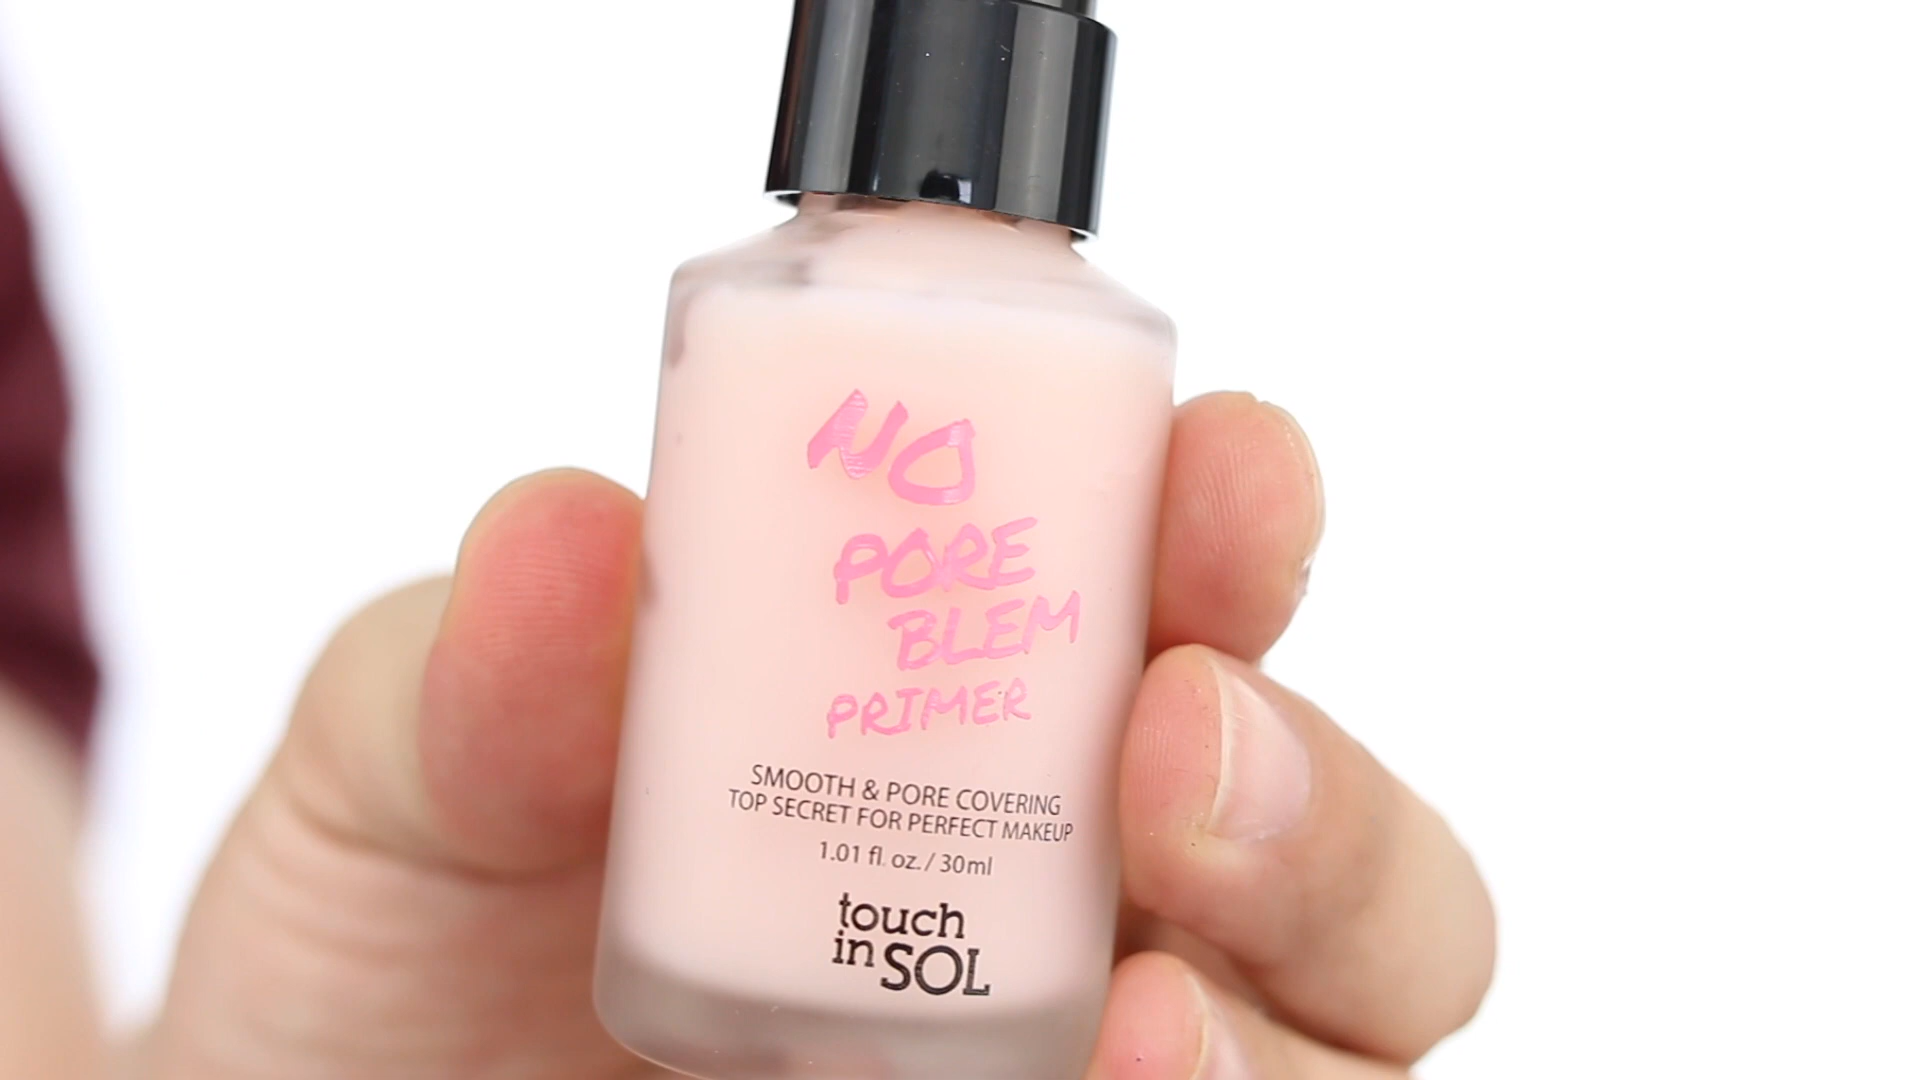 NO
PORE
BLEM
PRIMER
SMOOTH & PORE COVERING
TOP SECRET FOR PERFECT MAKEUP
1.01 fl. oz. / 30ml
touch
in SOL